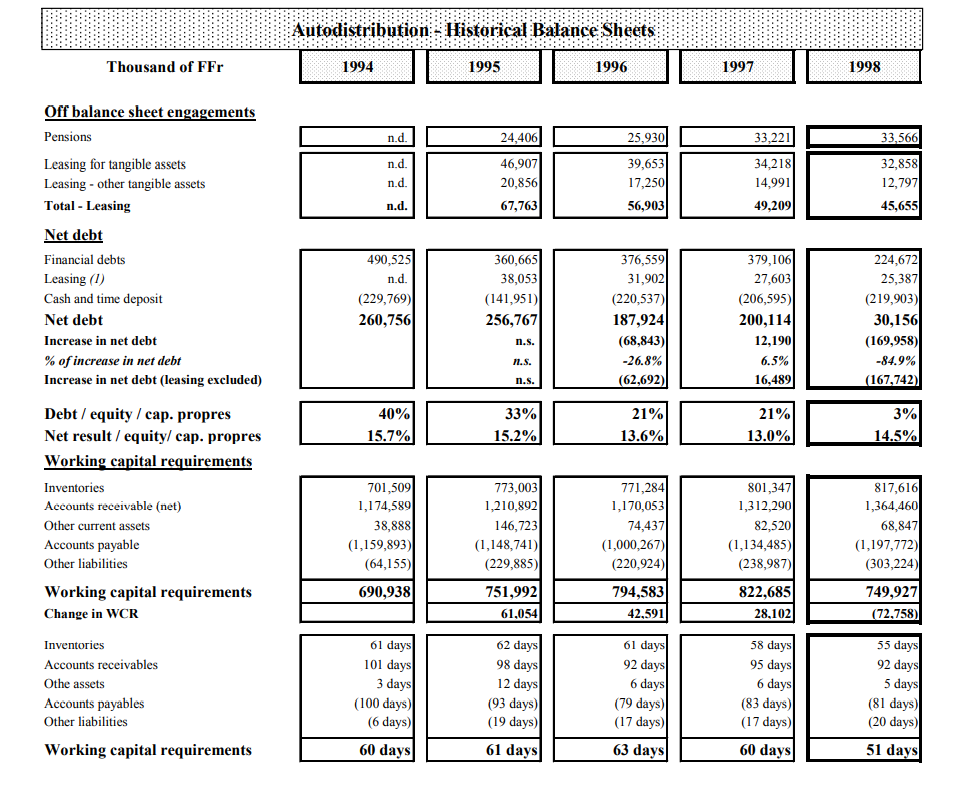 Autodistribution - Historical Balance Sheets
Thousand of FFr 1994 1995 1996 1997 1998
Off balance sheet engagements
Pensions n.d. 24,406 25,930 33,221 33,566
Leasing for tangible assets n.d. 46,907 39,653 34,218 32,858
Leasing - other tangible assets n.d. 20,856 17,250 14,991 12,797
Total - Leasing n.d. 67,763 56,903 49,209 45,655
Net debt
Financial debts 490,525 360,665 376,559 379,106 224,672
Leasing (1) n.d. 38,053 31,902 27,603 25,387
Cash and time deposit (229,769) (141,951) (220,537) (206,595) (219,903)
Net debt 260,756 256,767 187,924 200,114 30,156
Increase in net debt n.s. (68,843) 12,190 (169,958)
% of increase in net debt n.s. -26.8% 6.5% -84.9%
Increase in net debt (leasing excluded) n.s. (62,692) 16,489 (167,742)
Debt / equity / cap. propres 40% 33% 21% 21% 3%
Net result / equity/ cap. propres 15.7% 15.2% 13.6% 13.0% 14.5%
Working capital requirements
Inventories 701,509 773,003 771,284 801,347 817,616
Accounts receivable (net) 1,174,589 1,210,892 1,170,053 1,312,290 1,364,460
Other current assets 38,888 146,723 74,437 82,520 68,847
Accounts payable (1,159,893) (1,148,741) (1,000,267) (1,134,485) (1,197,772)
Other liabilities (64,155) (229,885) (220,924) (238,987) (303,224)
Working capital requirements 690,938 751,992 794,583 822,685 749,927
Change in WCR 61,054 42,591 28,102 (72,758)
Inventories 61 days 62 days 61 days 58 days 55 days
Accounts receivables 101 days 98 days 92 days 95 days 92 days
Othe assets 3 days 12 days 6 days 6 days 5 days
Accounts payables (100 days) (93 days) (79 days) (83 days) (81 days)
Other liabilities (6 days) (19 days) (17 days) (17 days) (20 days)
Working capital requirements 60 days 61 days 63 days 60 days 51 days